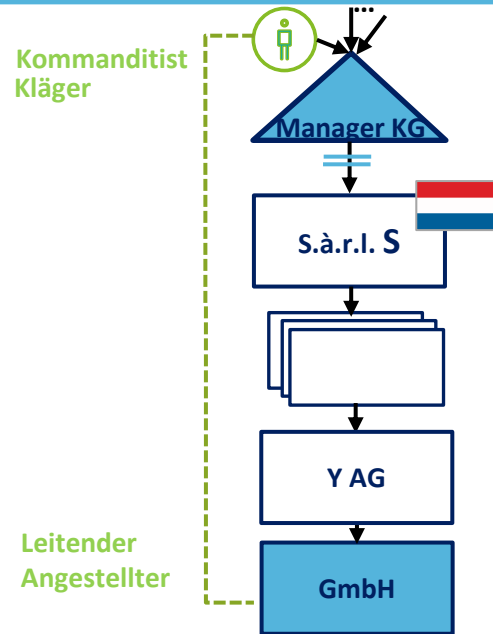 ....
Kommanditist
Kläger
Manager KG
S.à.r.l. S
Y AG
Leitender
Angestellter
GmbH